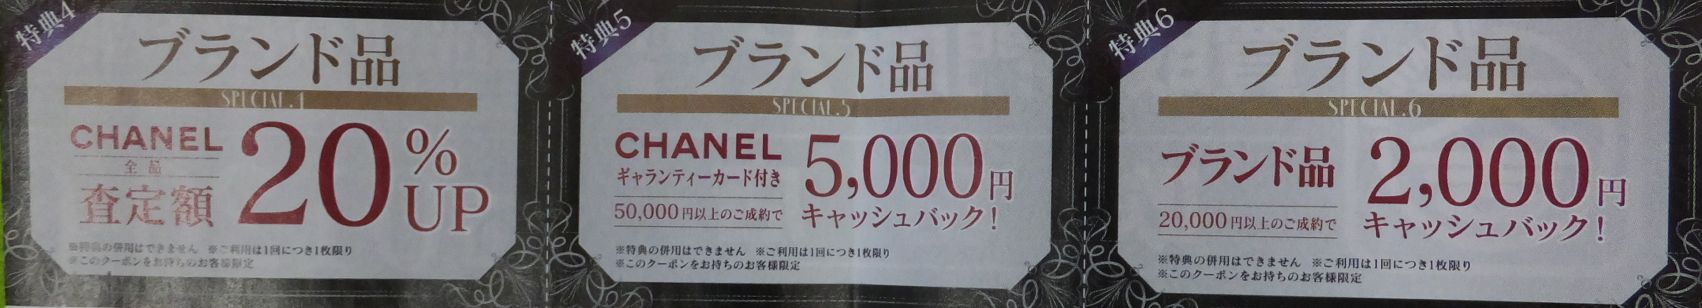 特典4
ブランド品
SPECIAL.4
CHANEL
全品
査定額
20%UP
※特典の併用はできません ※ご利用は1回につき1枚限り
※このクーポンをお持ちのお客様限定
特典5
ブランド品
SPECIAL.5
CHANEL
ギャランティーカード付き
50,000円以上のご成約で
5,000円
キャッシュバック!
※特典の併用はできません ※ご利用は1回につき1枚限り
※このクーポンをお持ちのお客様限定
特典6
ブランド品
SPECIAL.6
ブランド品
20,000円以上のご成約で
2,000円
キャッシュバック!
※特典の併用はできません ※ご利用は1回につき1枚限り
※このクーポンをお持ちのお客様限定